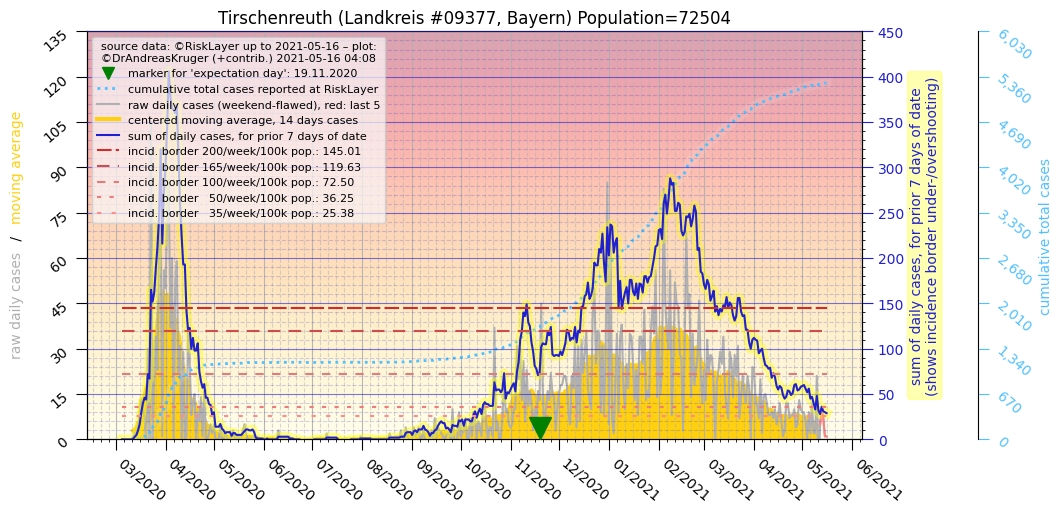 Tirschenreuth (Landkreis #09377, Bayern) Population=72504
source data: ©RiskLayer up to 2021-05-16 – plot:
©DrAndreasKruger (+contrib.) 2021-05-16 04:08
marker for 'expectation day': 19.11.2020
cumulative total cases reported at RiskLayer
raw daily cases (weekend-flawed), red: last 5
centered moving average, 14 days cases
sum of daily cases, for prior 7 days of date
incid. border 200/week/100k pop.: 145.01
incid. border 165/week/100k pop.: 119.63
incid. border 100/week/100k pop.: 72.50
incid. border 50/week/100k pop.: 36.25
incid. border 35/week/100k pop.: 25.38
raw daily cases / moving average
135
120
105
90
75
60
45
30
15
0
03/2020
04/2020
05/2020
06/2020
07/2020
08/2020
09/2020
10/2020
11/2020
12/2020
01/2021
02/2021
03/2021
04/2021
05/2021
06/2021
450
400
350
300
250
200
150
100
50
0
sum of daily cases, for prior 7 days of date
(shows incidence border under-/overshooting)
6,030
5,360
4,690
4,020
3,350
2,680
2,010
1,340
670
0
cumulative total cases